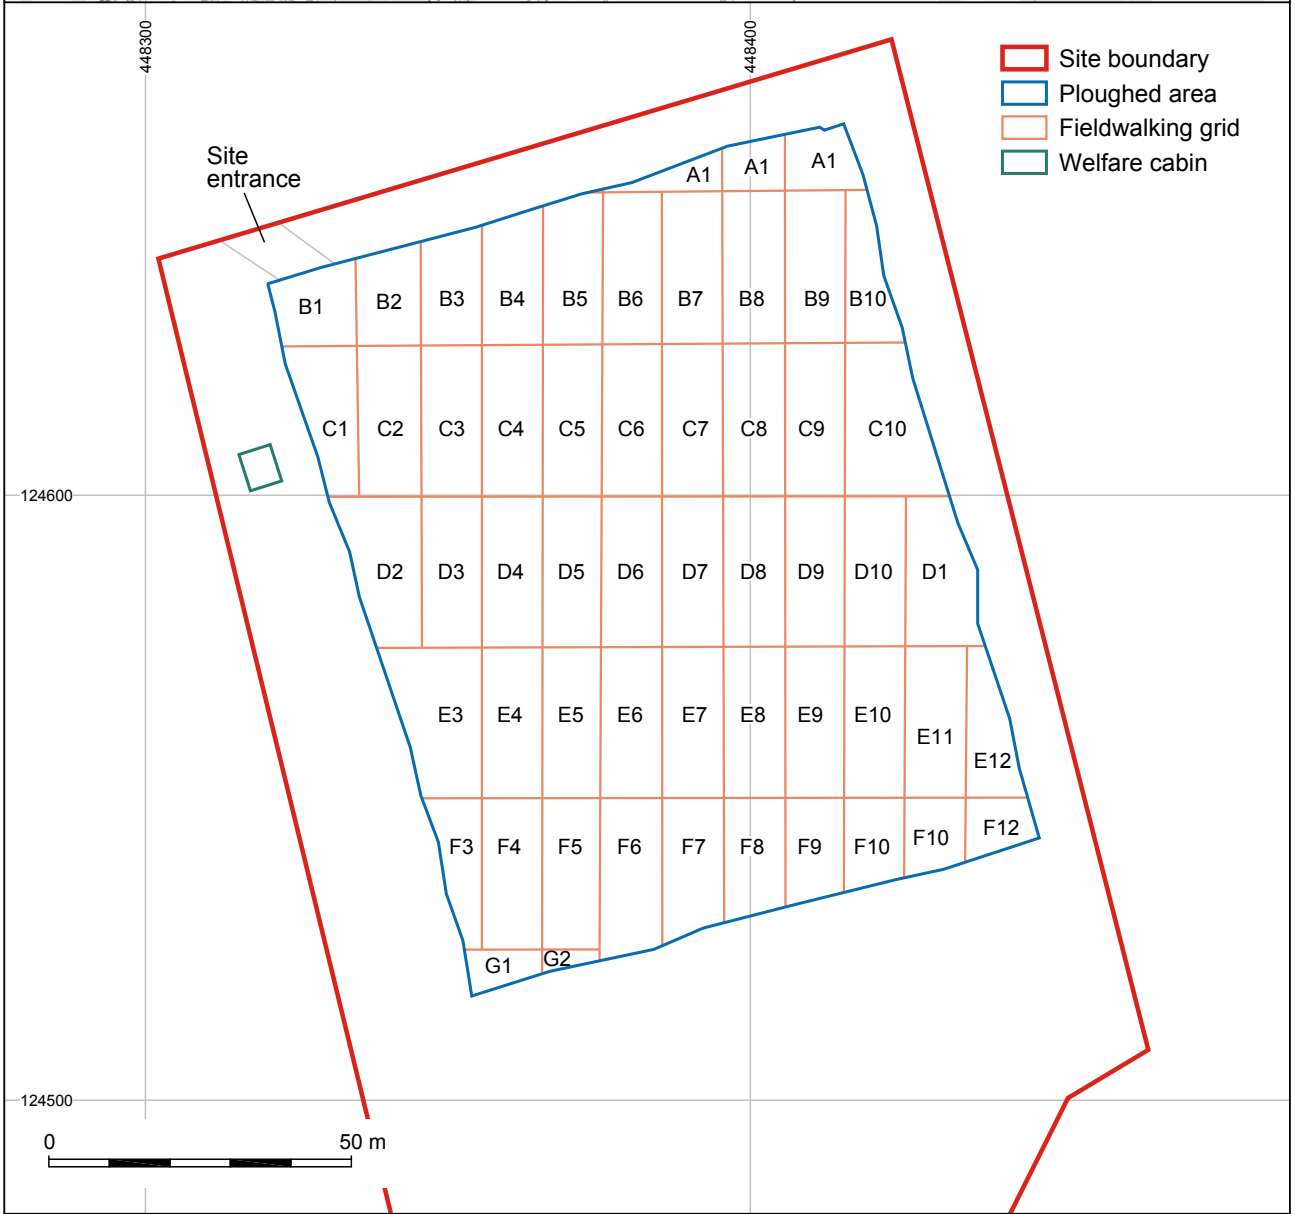 448300
448400
Site boundary
Ploughed area
Fieldwalking grid
Welfare cabin
Site
entrance
A1 A1 A1
B1 B2 B3 B4 B5 B6 B7 B8 B9 B10
C1 C2 C3 C4 C5 C6 C7 C8 C9 C10
124600
D2 D3 D4 D5 D6 D7 D8 D9 D10 D1
E3 E4 E5 E6 E7 E8 E9 E10 E11 E12
F3 F4 F5 F6 F7 F8 F9 F10 F10 F12
G1 G2
124500
0 50 m